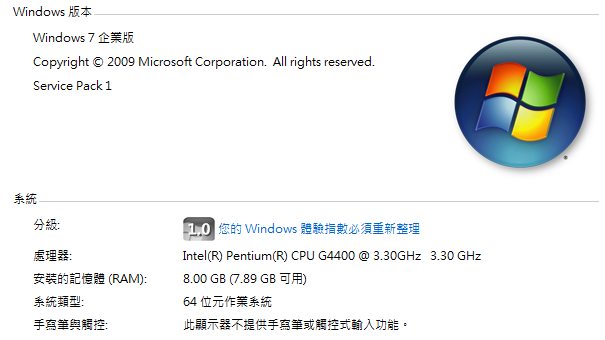 Windows 版本
Windows 7 企業版
Copyright © 2009 Microsoft Corporation. All rights reserved.
Service Pack 1
系統
分級: 1.0 您的 Windows 體驗指數必須重新整理
處理器: Intel(R) Pentium(R) CPU G4400 @ 3.30GHz 3.30 GHz
安裝的記憶體 (RAM): 8.00 GB (7.89 GB 可用)
系統類型: 64 位元作業系統
手寫筆與觸控: 此顯示器不提供手寫筆或觸控式輸入功能。